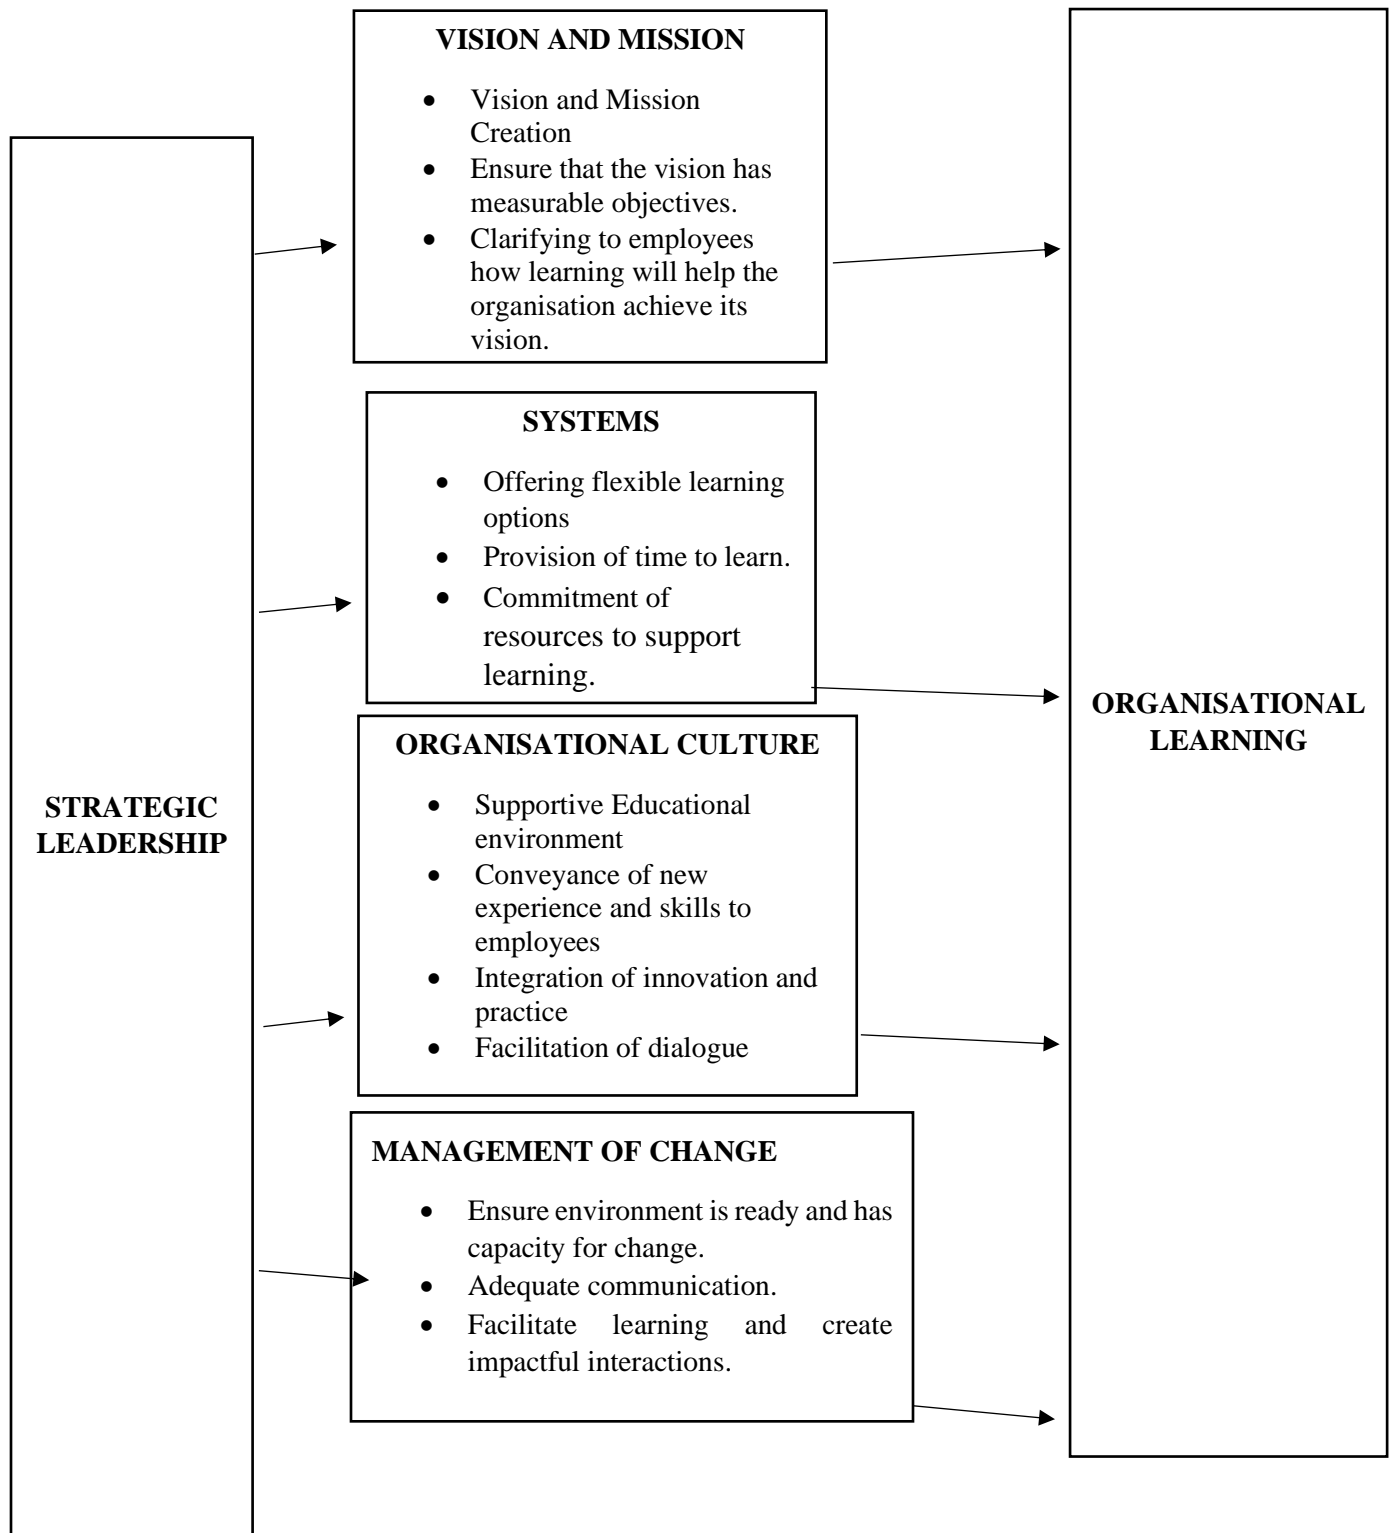 VISION AND MISSION
• Vision and Mission
Creation
• Ensure that the vision has
measurable objectives.
• Clarifying to employees
how learning will help the
organisation achieve its
vision.
SYSTEMS
• Offering flexible learning
options
• Provision of time to learn.
• Commitment of
resources to support
learning.
ORGANISATIONAL CULTURE
• Supportive Educational
environment
• Conveyance of new
experience and skills to
employees
• Integration of innovation and
practice
• Facilitation of dialogue
MANAGEMENT OF CHANGE
• Ensure environment is ready and has
capacity for change.
• Adequate communication.
• Facilitate learning and create
impactful interactions.
STRATEGIC
LEADERSHIP
ORGANISATIONAL
LEARNING